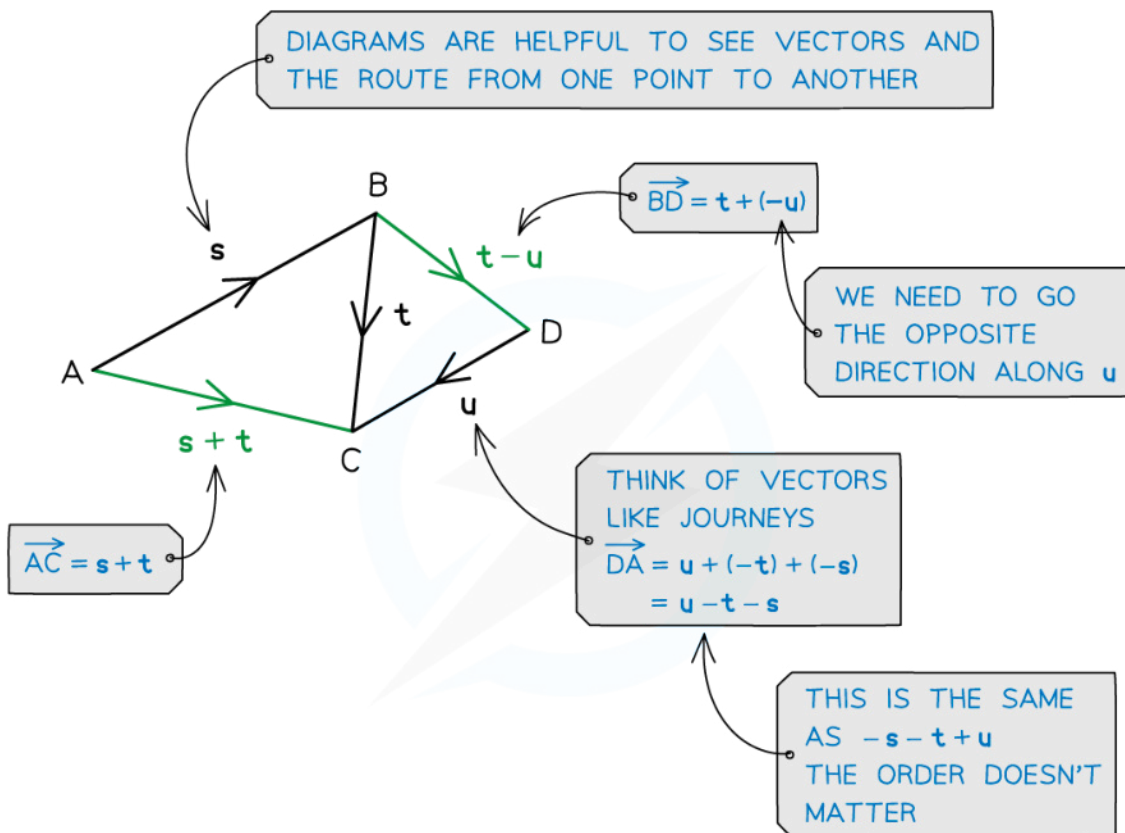 DIAGRAMS ARE HELPFUL TO SEE VECTORS AND
THE ROUTE FROM ONE POINT TO ANOTHER
B
BD = t + (-u)
s
t - u
WE NEED TO GO
THE OPPOSITE
DIRECTION ALONG u
t
D
A
u
s + t
C
THINK OF VECTORS
LIKE JOURNEYS
DA = u + (-t) + (-s)
= u - t - s
AC = s + t
THIS IS THE SAME
AS -s - t + u
THE ORDER DOESN'T
MATTER